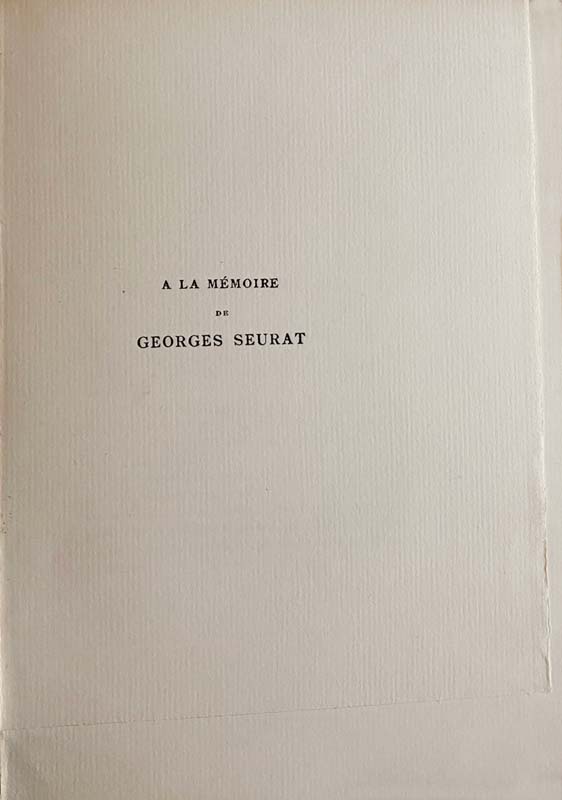 A LA MÉMOIRE
DE
GEORGES SEURAT